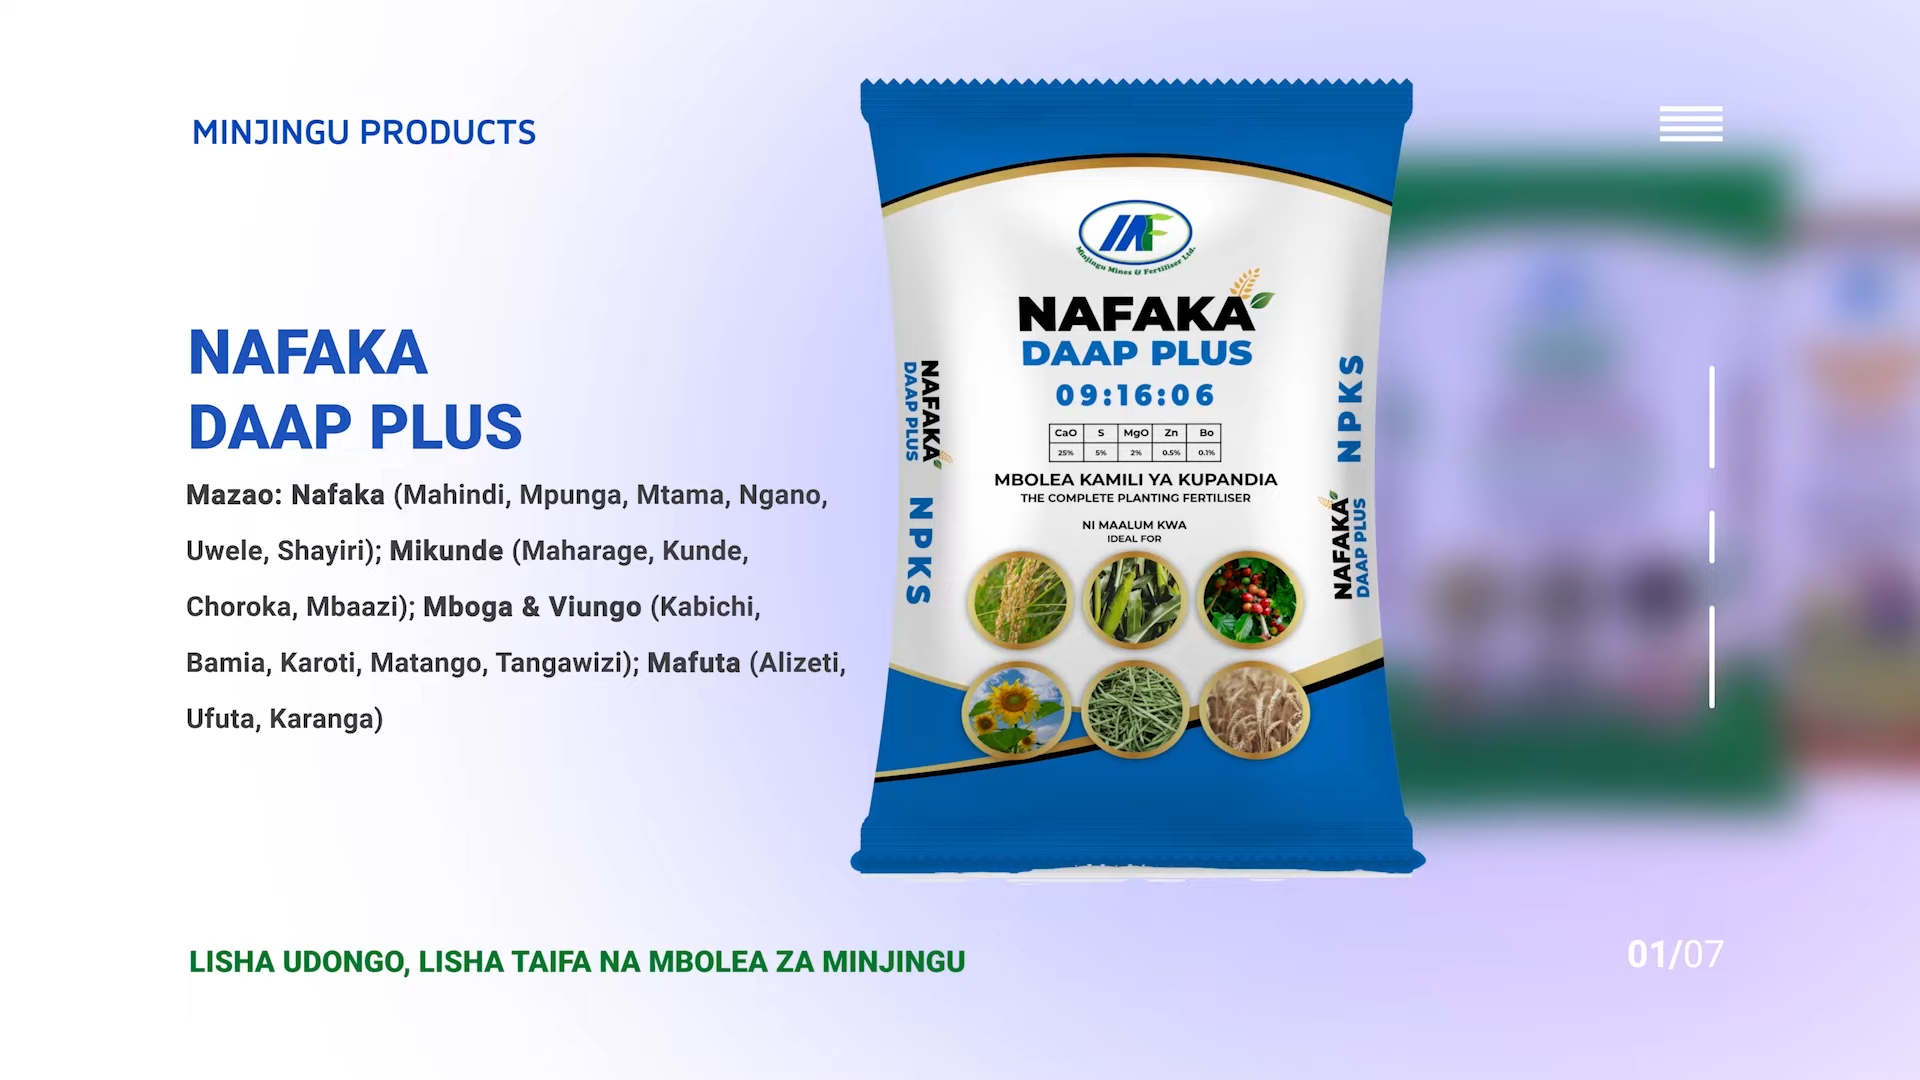 MINJINGU PRODUCTS
NAFAKA
DAAP PLUS
Mazao: Nafaka (Mahindi, Mpunga, Mtama, Ngano,
Uwele, Shayiri); Mikunde (Maharage, Kunde,
Choroka, Mbaazi); Mboga & Viungo (Kabichi,
Bamia, Karoti, Matango, Tangawizi); Mafuta (Alizeti,
Ufuta, Karanga)
LISHA UDONGO, LISHA TAIFA NA MBOLEA ZA MINJINGU
Minjingu Mines & Fertiliser Ltd.
NAFAKA
DAAP PLUS
09:16:06
CaO S MgO Zn Bo
25% 5% 2% 0.5% 0.1%
MBOLEA KAMILI YA KUPANDIA
THE COMPLETE PLANTING FERTILISER
NI MAALUM KWA
IDEAL FOR
NAFAKA
DAAP PLUS
NPKS
NPKS
NAFAKA
DAAP PLUS
01/07